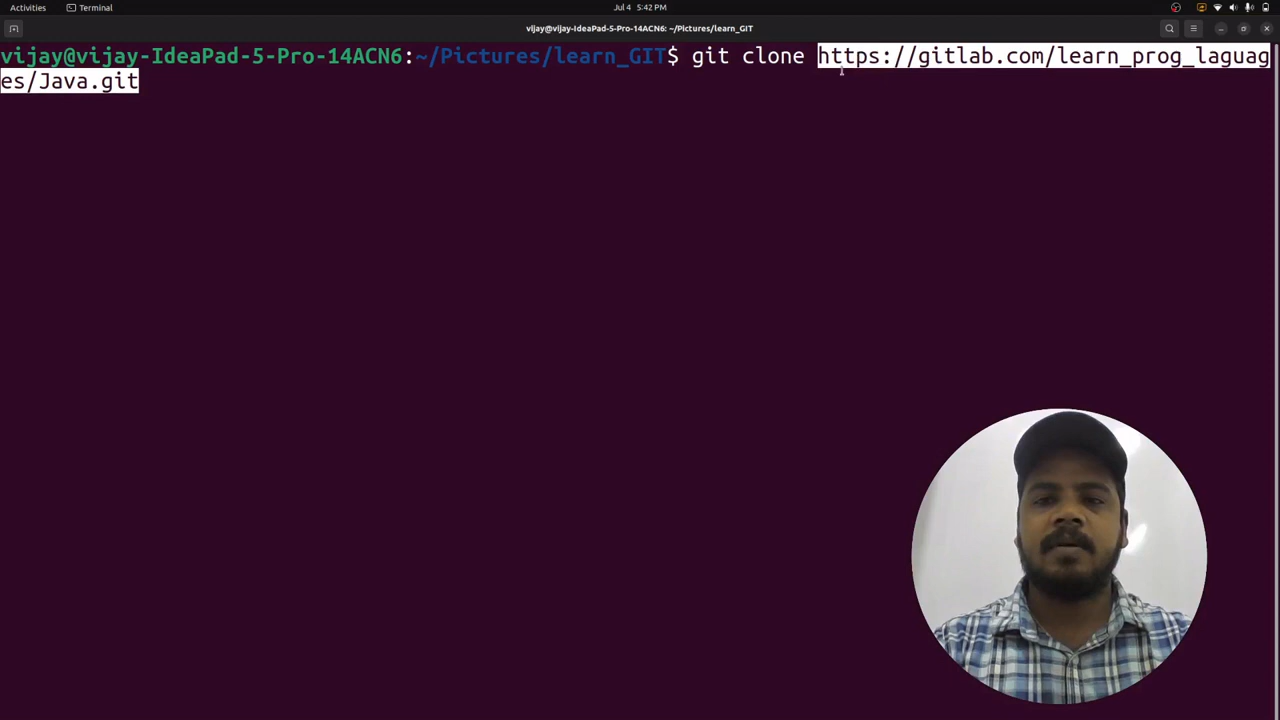 Activities Terminal Jul 4 5:42 PM
vijay@vijay-IdeaPad-5-Pro-14ACN6: ~/Pictures/learn_GIT
vijay@vijay-IdeaPad-5-Pro-14ACN6:~/Pictures/learn_GIT$ git clone https://gitlab.com/learn_prog_laguag
es/Java.git